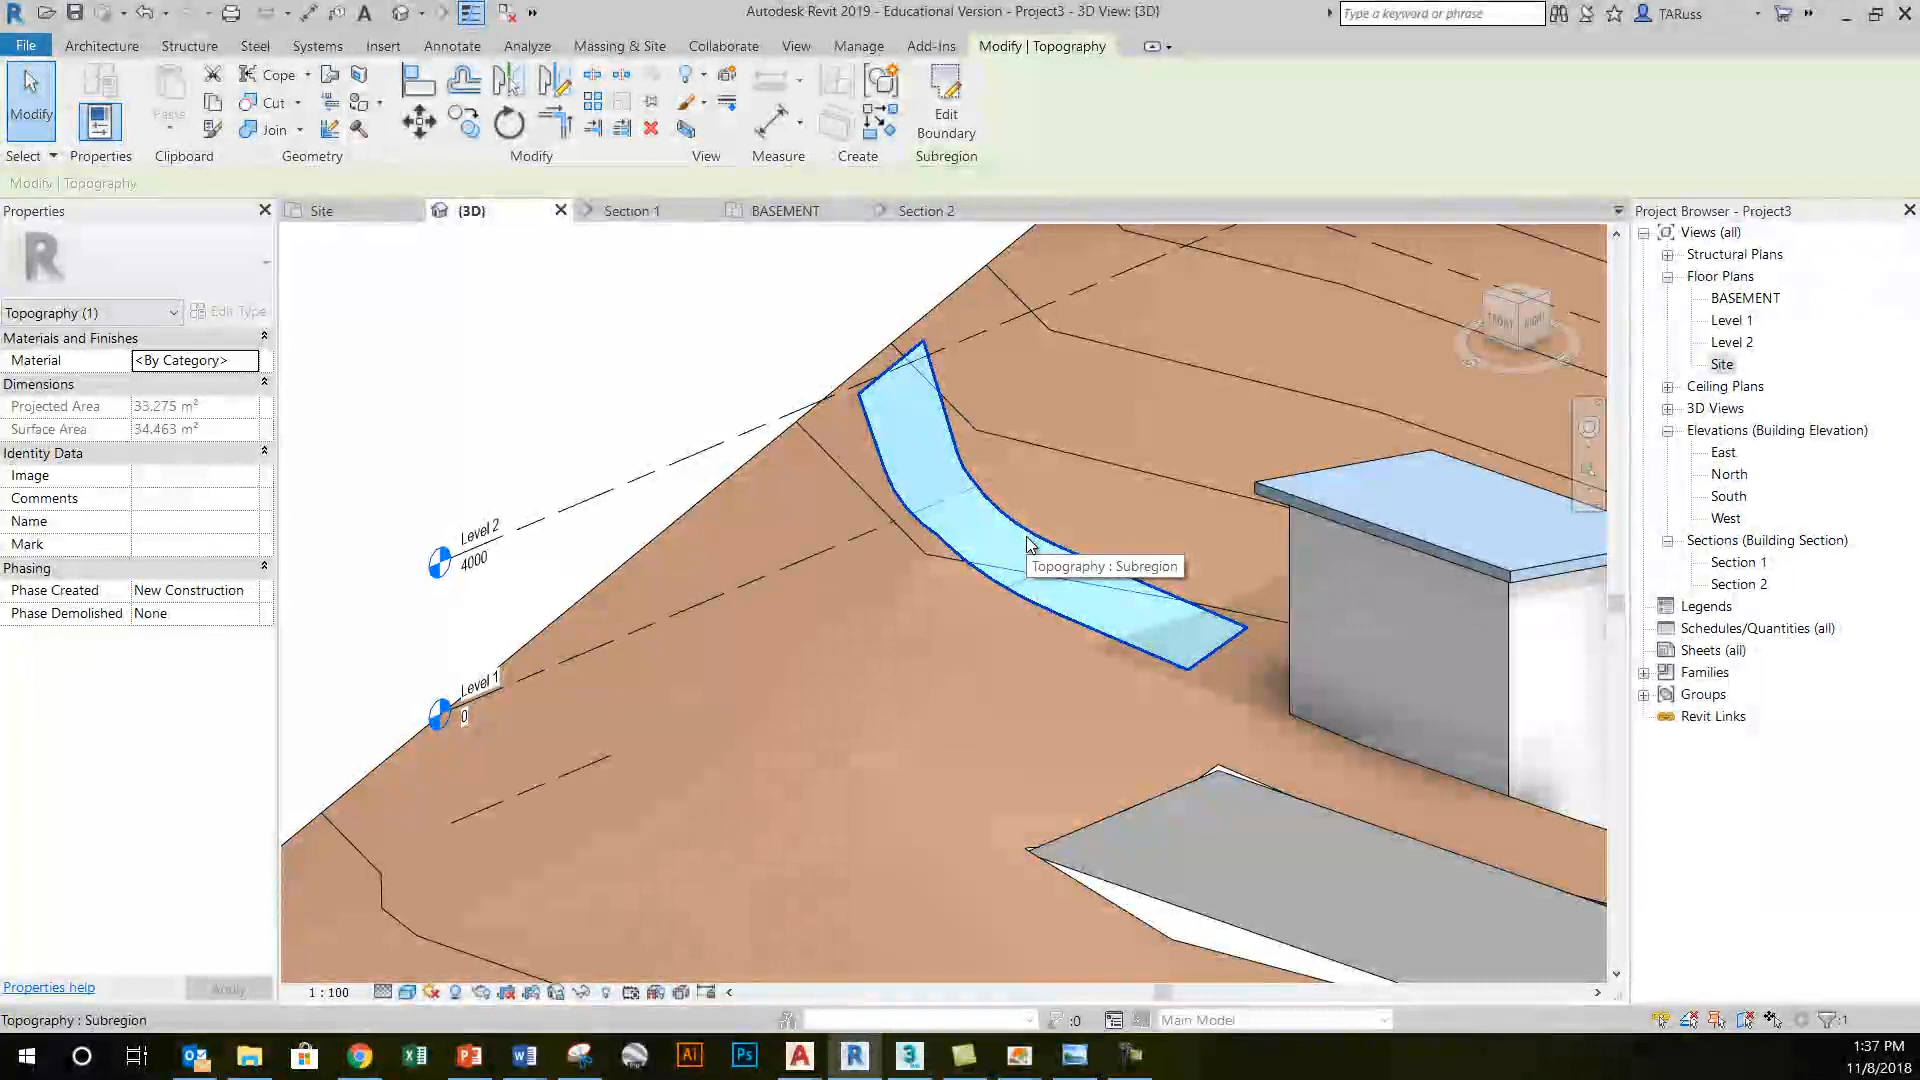 Autodesk Revit 2019 - Educational Version - Project3 - 3D View: {3D}
Type a keyword or phrase
TARuss
File Architecture Structure Steel Systems Insert Annotate Analyze Massing & Site Collaborate View Manage Add-Ins Modify | Topography
Modify
Paste
Cope
Cut
Join
Edit
Boundary
Select Properties Clipboard Geometry Modify View Measure Create Subregion
Modify | Topography
Properties
Site {3D} Section 1 BASEMENT Section 2
Topography (1) Edit Type
Materials and Finishes
Material <By Category>
Dimensions
Projected Area 33.275 m²
Surface Area 34.463 m²
Identity Data
Image
Comments
Name
Mark
Phasing
Phase Created New Construction
Phase Demolished None
Properties help Apply
Level 2
4000
Level 1
0
Topography : Subregion
FRONT RIGHT
1 : 100
Project Browser - Project3
Views (all)
Structural Plans
Floor Plans
BASEMENT
Level 1
Level 2
Site
Ceiling Plans
3D Views
Elevations (Building Elevation)
East
North
South
West
Sections (Building Section)
Section 1
Section 2
Legends
Schedules/Quantities (all)
Sheets (all)
Families
Groups
Revit Links
Topography : Subregion
:0
Main Model
:1
1:37 PM
11/8/2018